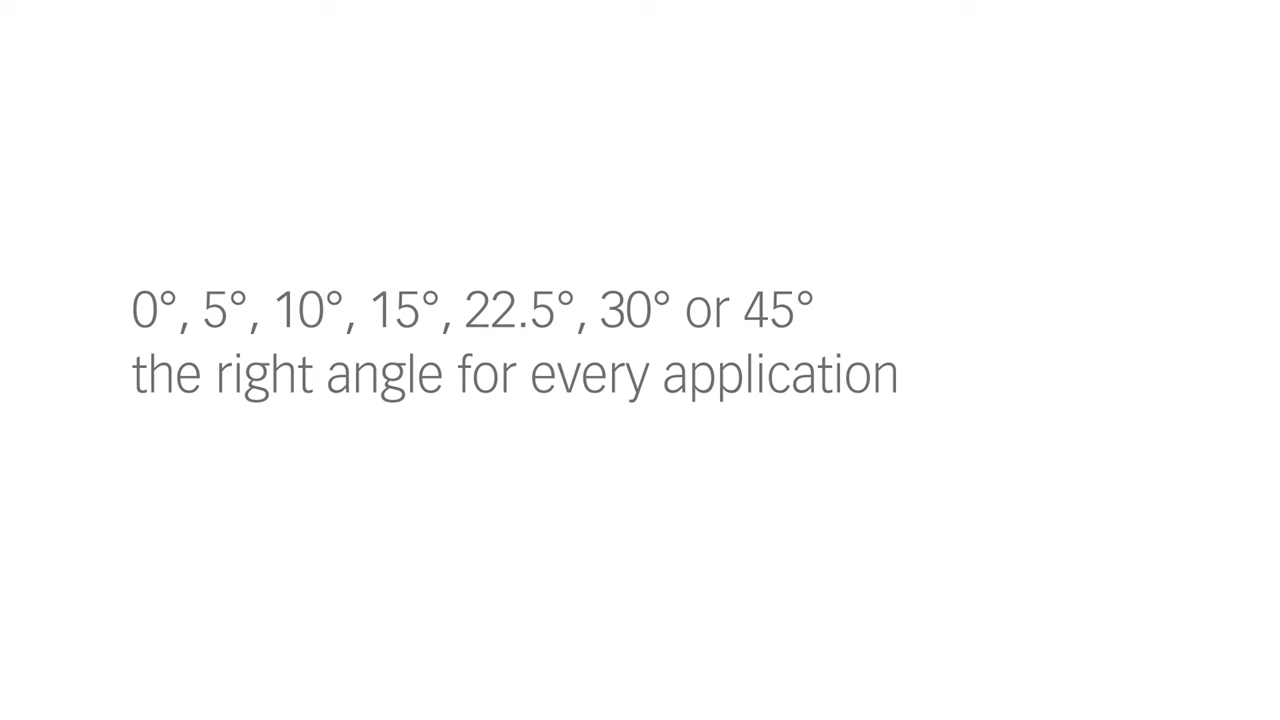 0°, 5°, 10°, 15°, 22.5°, 30° or 45°
the right angle for every application